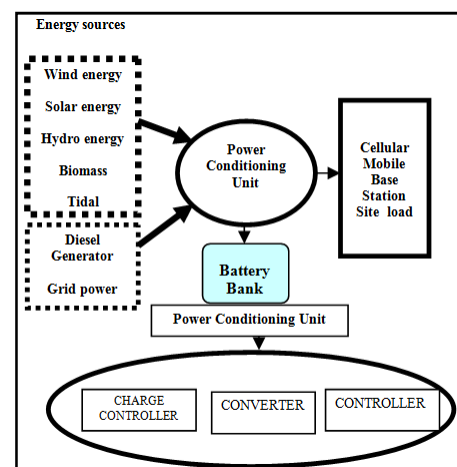 Energy sources
Wind energy
Solar energy
Hydro energy
Biomass
Tidal
Diesel
Generator
Grid power
Power
Conditioning
Unit
Cellular
Mobile
Base
Station
Site load
Battery
Bank
Power Conditioning Unit
CHARGE
CONTROLLER
CONVERTER
CONTROLLER